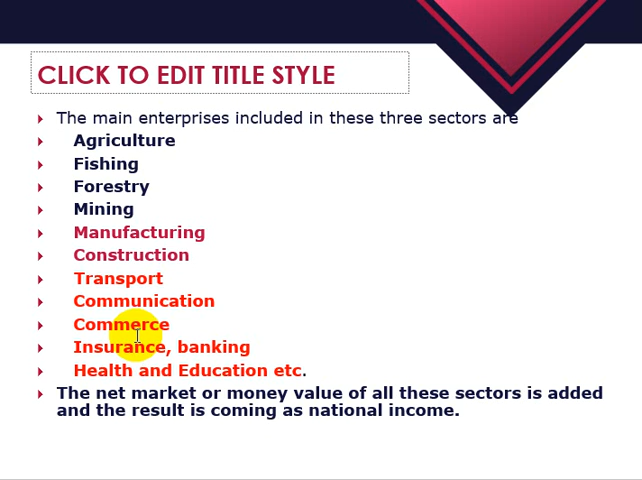 CLICK TO EDIT TITLE STYLE
The main enterprises included in these three sectors are
Agriculture
Fishing
Forestry
Mining
Manufacturing
Construction
Transport
Communication
Commerce
Insurance, banking
Health and Education etc.
The net market or money value of all these sectors is added
and the result is coming as national income.